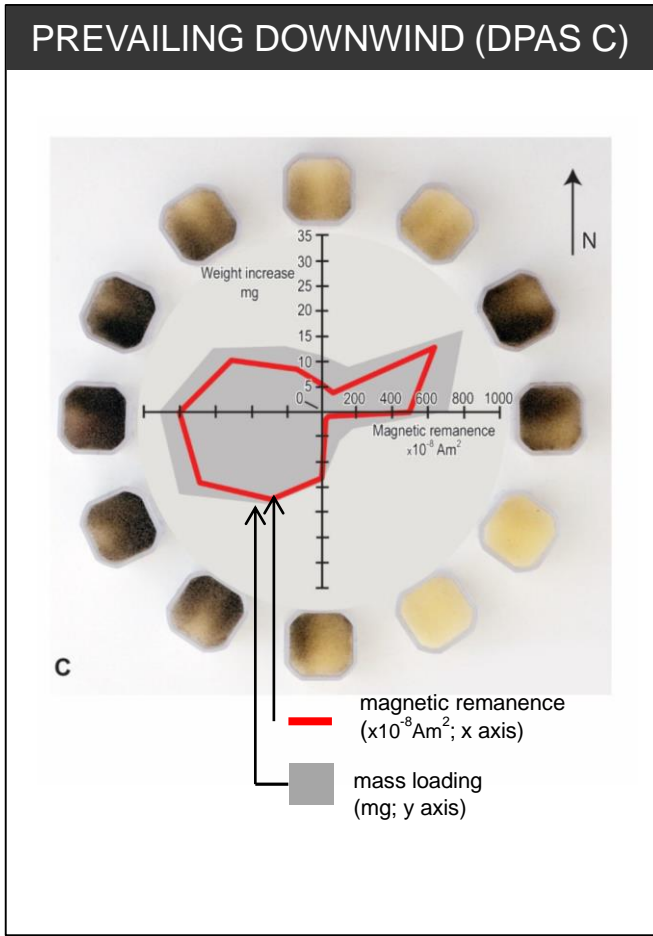 PREVAILING DOWNWIND (DPAS C)
N
35
30
Weight increase
mg
25
20
15
10
5
0
200
400
600
800
1000
Magnetic remanence
x10⁻⁸ Am²
C
magnetic remanence
(x10⁻⁸Am²; x axis)
mass loading
(mg; y axis)